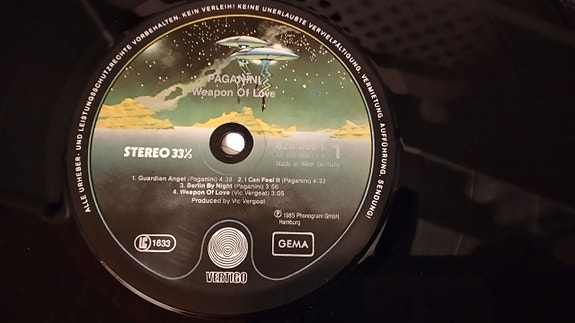 ALLE URHEBER- UND LEISTUNGSSCHUTZRECHTE VORBEHALTEN. KEIN VERLEIH! KEINE UNERLAUBTE VERVIELFÄLTIGUNG, VERMIETUNG, AUFFÜHRUNG, SENDUNG!
PAGANINI
Weapon Of Love
STEREO 33⅓
1
Made in West Germany
1. Guardian Angel (Paganini) 4:36 2. I Can Feel It (Paganini) 4:32
3. Berlin By Night (Paganini) 3:56
4. Weapon Of Love (Vic Vergeat) 3:05
Produced by Vic Vergeat
℗ 1985 Phonogram GmbH
Hamburg
LC 1633
VERTIGO
GEMA